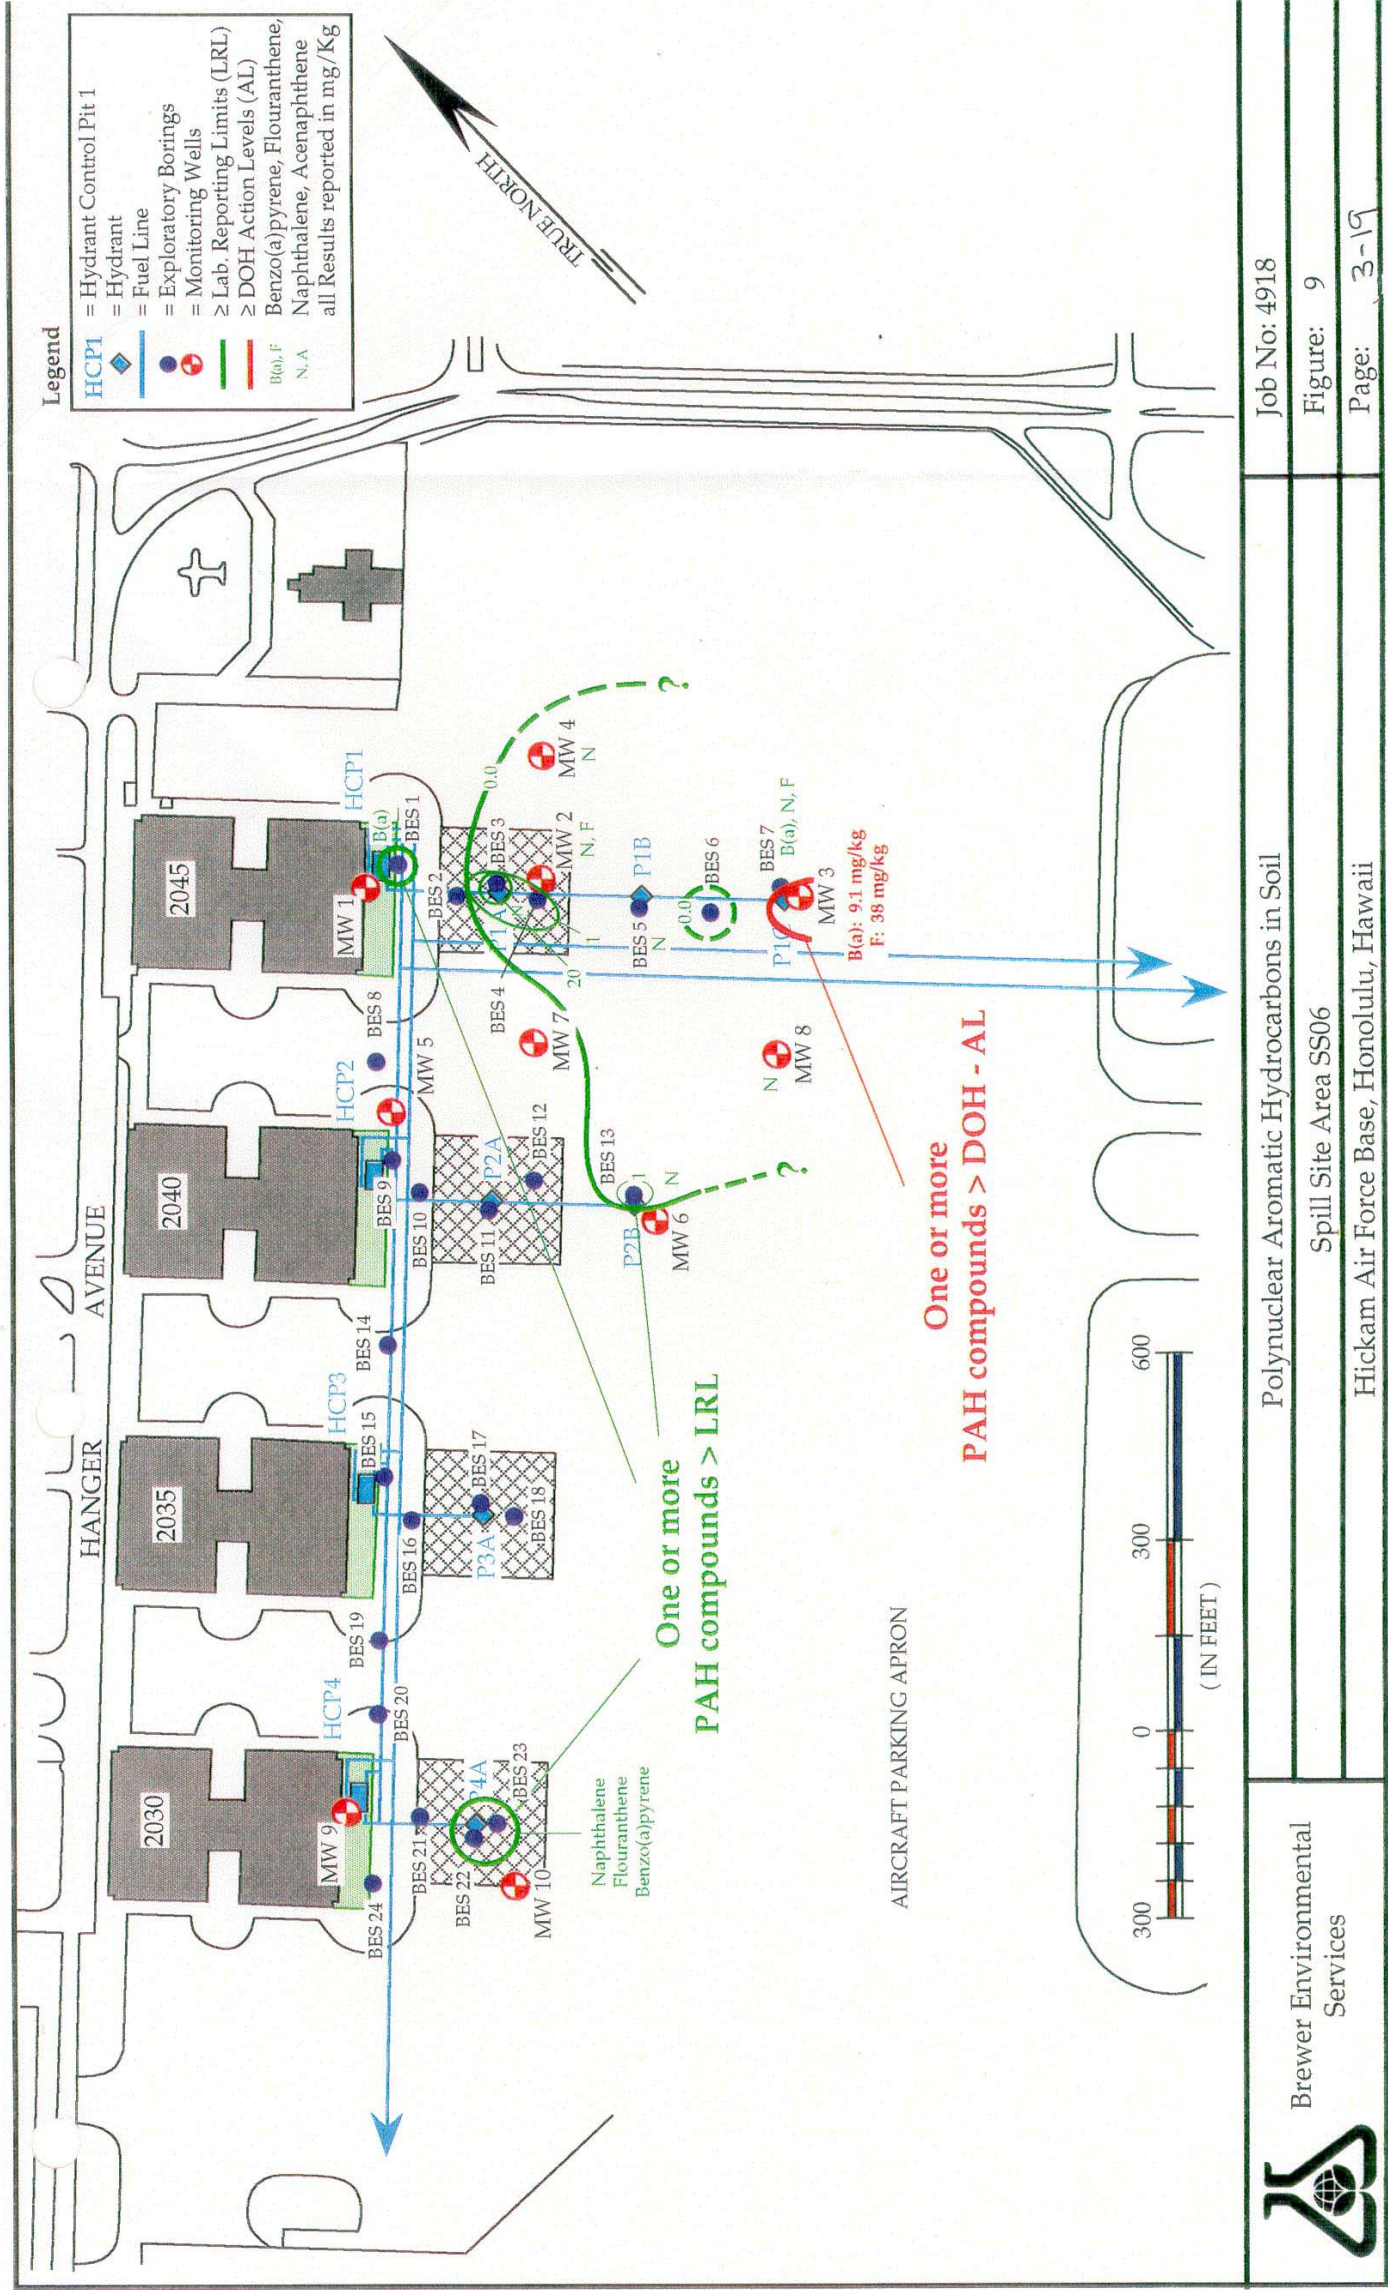 Legend
HCP1 = Hydrant Control Pit 1
= Hydrant
= Fuel Line
= Exploratory Borings
= Monitoring Wells
≥ Lab. Reporting Limits (LRL)
≥ DOH Action Levels (AL)
B(a), F Benzo(a)pyrene, Flouranthene,
N, A Naphthalene, Acenaphthene
all Results reported in mg/Kg
TRUE NORTH
HANGER AVENUE
2030
2035
2040
2045
HCP4
HCP3
HCP2
HCP1
MW 9
BES 24
BES 20
BES 19
BES 15
BES 14
BES 9
MW 5
BES 8
MW 1
B(a)
BES 1
BES 21
BES 16
BES 10
BES 2
BES 22
P4A
BES 23
MW 10
P3A
BES 17
BES 18
BES 11
P2A
BES 12
BES 4
P1A
BES 3
N
MW 2
N, F
0.0
MW 4
N
?
1
20
MW 7
BES 13
1
N
P2B
MW 6
?
BES 5
N
P1B
0.0
BES 6
N
MW 8
P1C
BES 7
B(a), N, F
MW 3
B(a): 9.1 mg/kg
F: 38 mg/kg
Naphthalene
Flouranthene
Benzo(a)pyrene
One or more
PAH compounds > LRL
One or more
PAH compounds > DOH - AL
AIRCRAFT PARKING APRON
300 0 300 600
( IN FEET )
Brewer Environmental
Services
Polynuclear Aromatic Hydrocarbons in Soil
Spill Site Area SS06
Hickam Air Force Base, Honolulu, Hawaii
Job No: 4918
Figure: 9
Page: 3-19